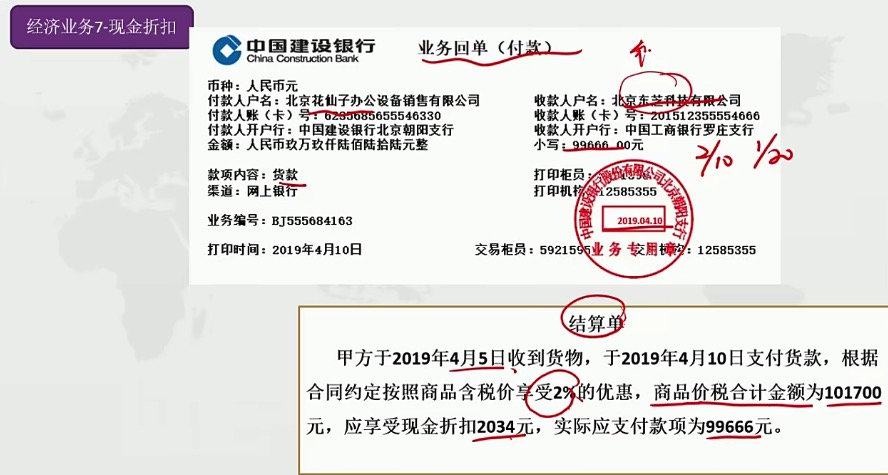 经济业务7-现金折扣
中国建设银行
China Construction Bank
业务回单（付款）
币种：人民币元
付款人户名：北京花仙子办公设备销售有限公司
收款人户名：北京东芝科技有限公司
付款人账（卡）号：6235685655546330
收款人账（卡）号：2015123555554666
付款人开户行：中国建设银行北京朝阳支行
收款人开户行：中国工商银行罗庄支行
金额：人民币玖万玖仟陆佰陆拾陆元整
小写：99666.00元
2/10 1/20
款项内容：货款
打印柜员：
渠道：网上银行
打印机构：12585355
中国建设银行股份有限公司北京朝阳支行
2019.04.10
业务专用章
业务编号：BJ555684163
打印时间：2019年4月10日
交易柜员：5921595
交易机构：12585355
结算单
甲方于2019年4月5日收到货物，于2019年4月10日支付货款，根据
合同约定按照商品含税价享受2%的优惠，商品价税合计金额为101700
元，应享受现金折扣2034元，实际应支付款项为99666元。